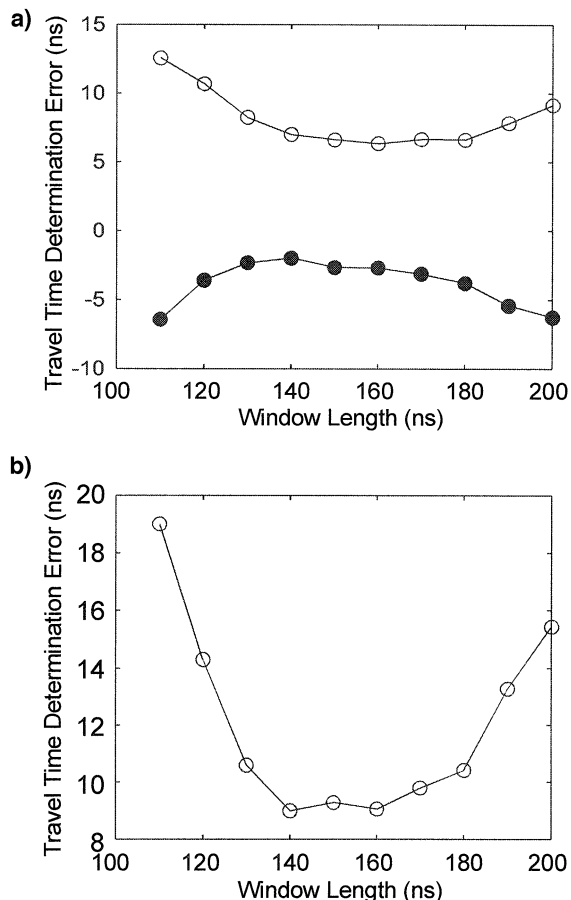 a)
Travel Time Determination Error (ns)
15
10
5
0
-5
-10
100 120 140 160 180 200
Window Length (ns)
b)
Travel Time Determination Error (ns)
20
18
16
14
12
10
8
100 120 140 160 180 200
Window Length (ns)